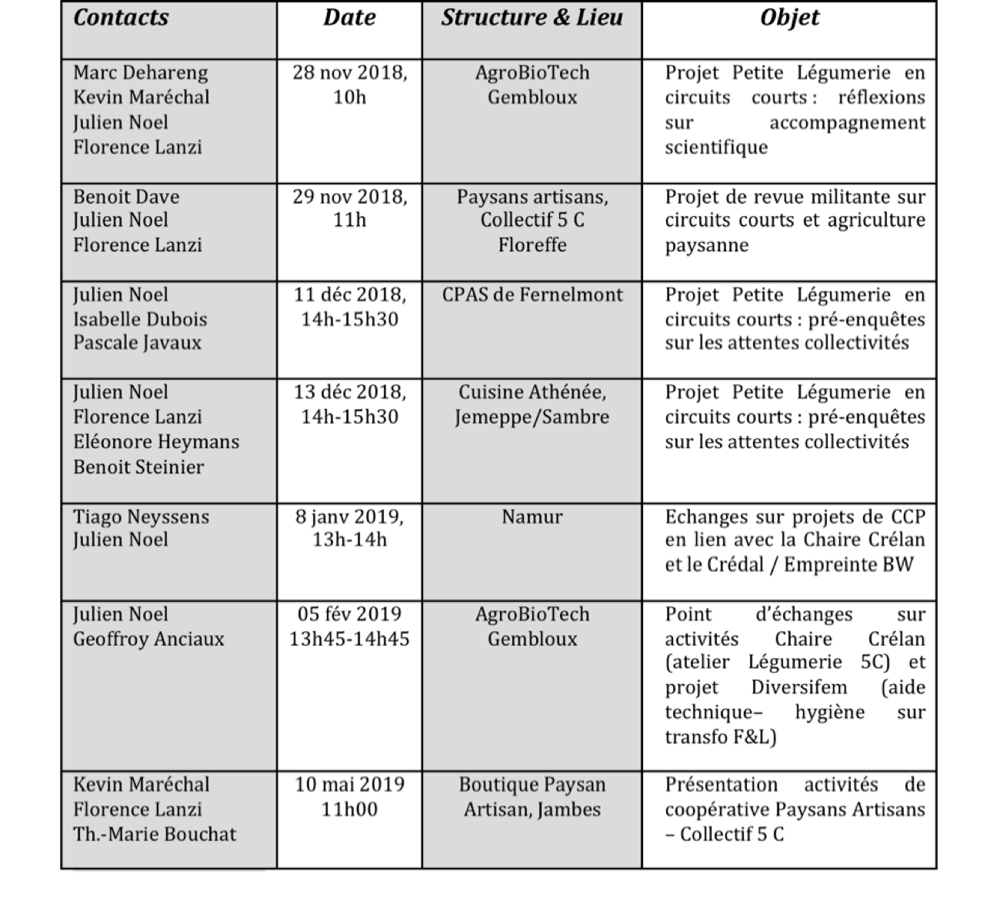 Contacts Date Structure & Lieu Objet
Marc Dehareng 28 nov 2018, AgroBioTech Projet Petite Légumerie en
Kevin Maréchal 10h Gembloux circuits courts : réflexions
Julien Noel sur accompagnement
Florence Lanzi scientifique
Benoit Dave 29 nov 2018, Paysans artisans, Projet de revue militante sur
Julien Noel 11h Collectif 5 C circuits courts et agriculture
Florence Lanzi Floreffe paysanne
Julien Noel 11 déc 2018, CPAS de Fernelmont Projet Petite Légumerie en
Isabelle Dubois 14h-15h30 circuits courts : pré-enquêtes
Pascale Javaux sur les attentes collectivités
Julien Noel 13 déc 2018, Cuisine Athénée, Projet Petite Légumerie en
Florence Lanzi 14h-15h30 Jemeppe/Sambre circuits courts : pré-enquêtes
Eléonore Heymans sur les attentes collectivités
Benoit Steinier
Tiago Neyssens 8 janv 2019, Namur Echanges sur projets de CCP
Julien Noel 13h-14h en lien avec la Chaire Crélan
et le Crédal / Empreinte BW
Julien Noel 05 fév 2019 AgroBioTech Point d’échanges sur
Geoffroy Anciaux 13h45-14h45 Gembloux activités Chaire Crélan
(atelier Légumerie 5C) et
projet Diversifem (aide
technique– hygiène sur
transfo F&L)
Kevin Maréchal 10 mai 2019 Boutique Paysan Présentation activités de
Florence Lanzi 11h00 Artisan, Jambes coopérative Paysans Artisans
Th.-Marie Bouchat – Collectif 5 C